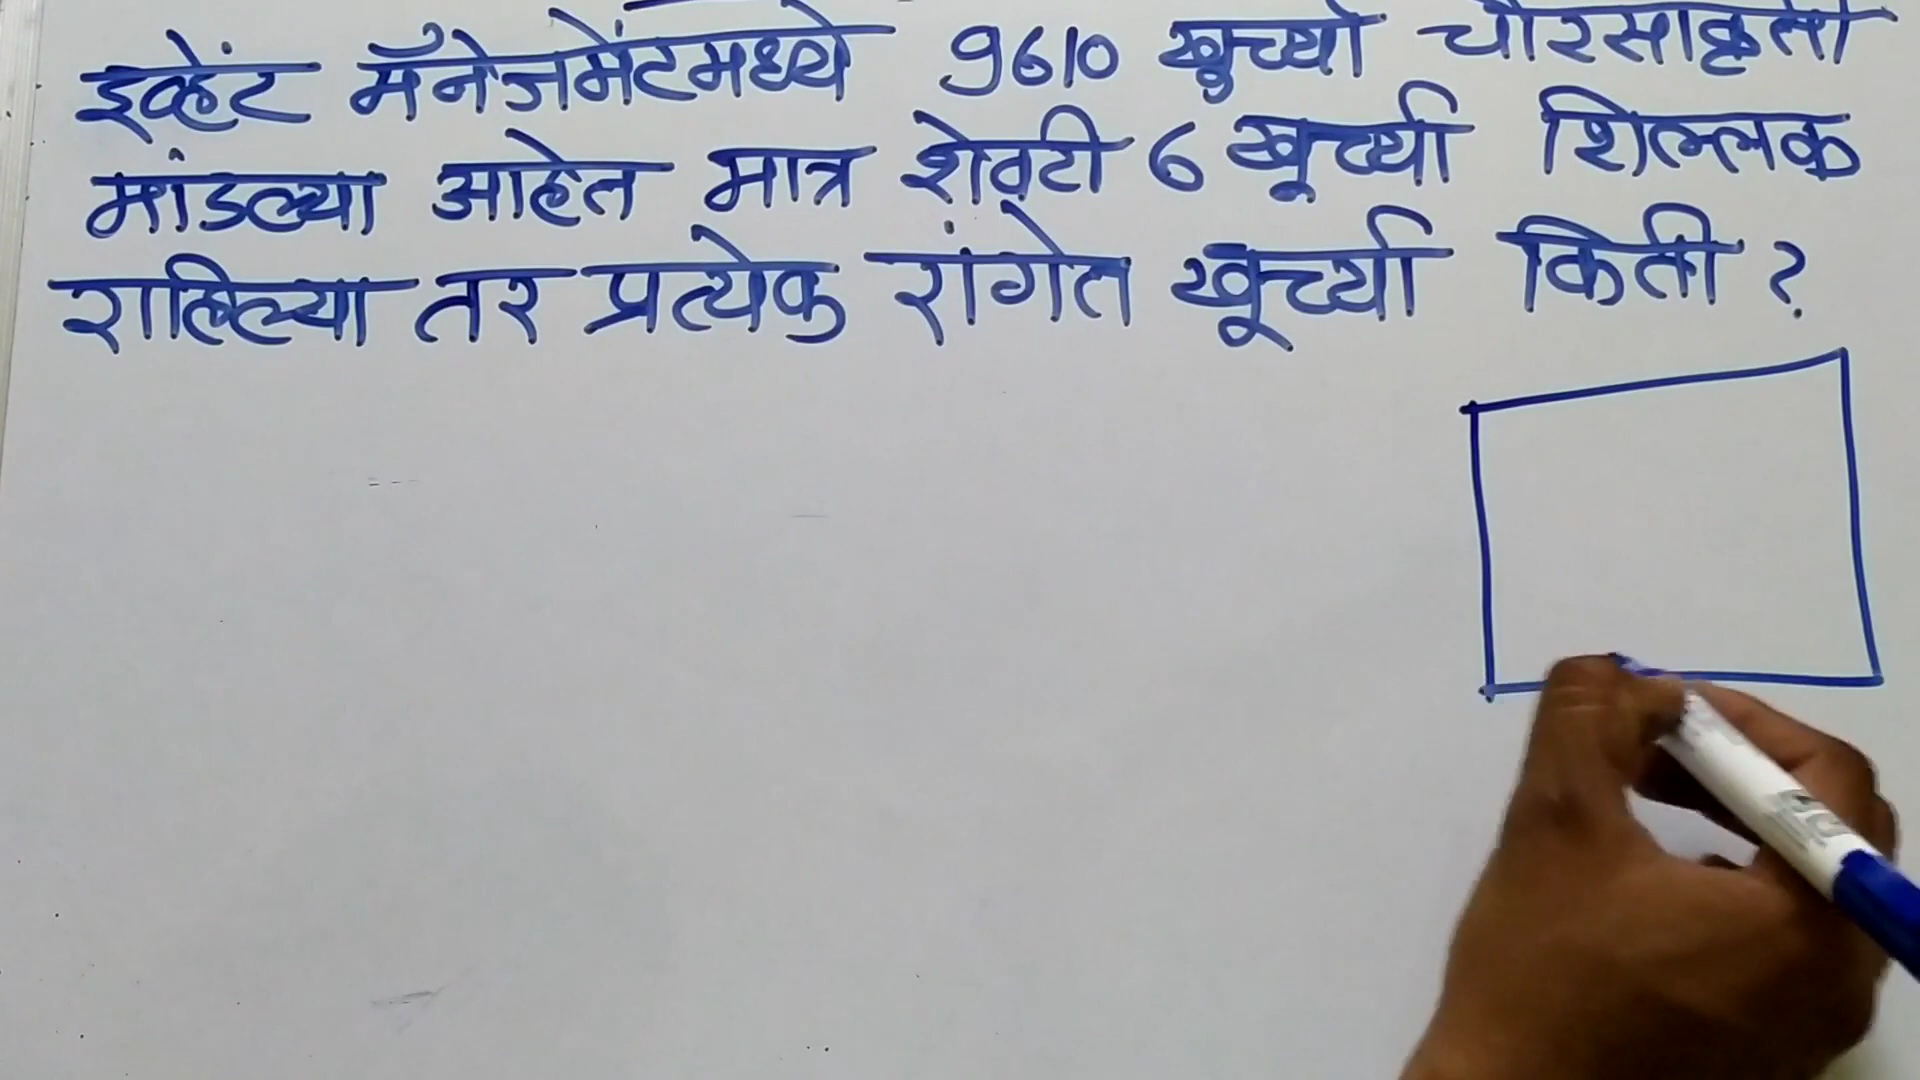 इव्हेंट मॅनेजमेंटमध्ये 9610 खुर्च्या चौरसाकृती
मांडल्या आहेत मात्र शेवटी 6 खूर्च्या शिल्लक
राहिल्या तर प्रत्येक रांगेत खूर्च्या किती ?